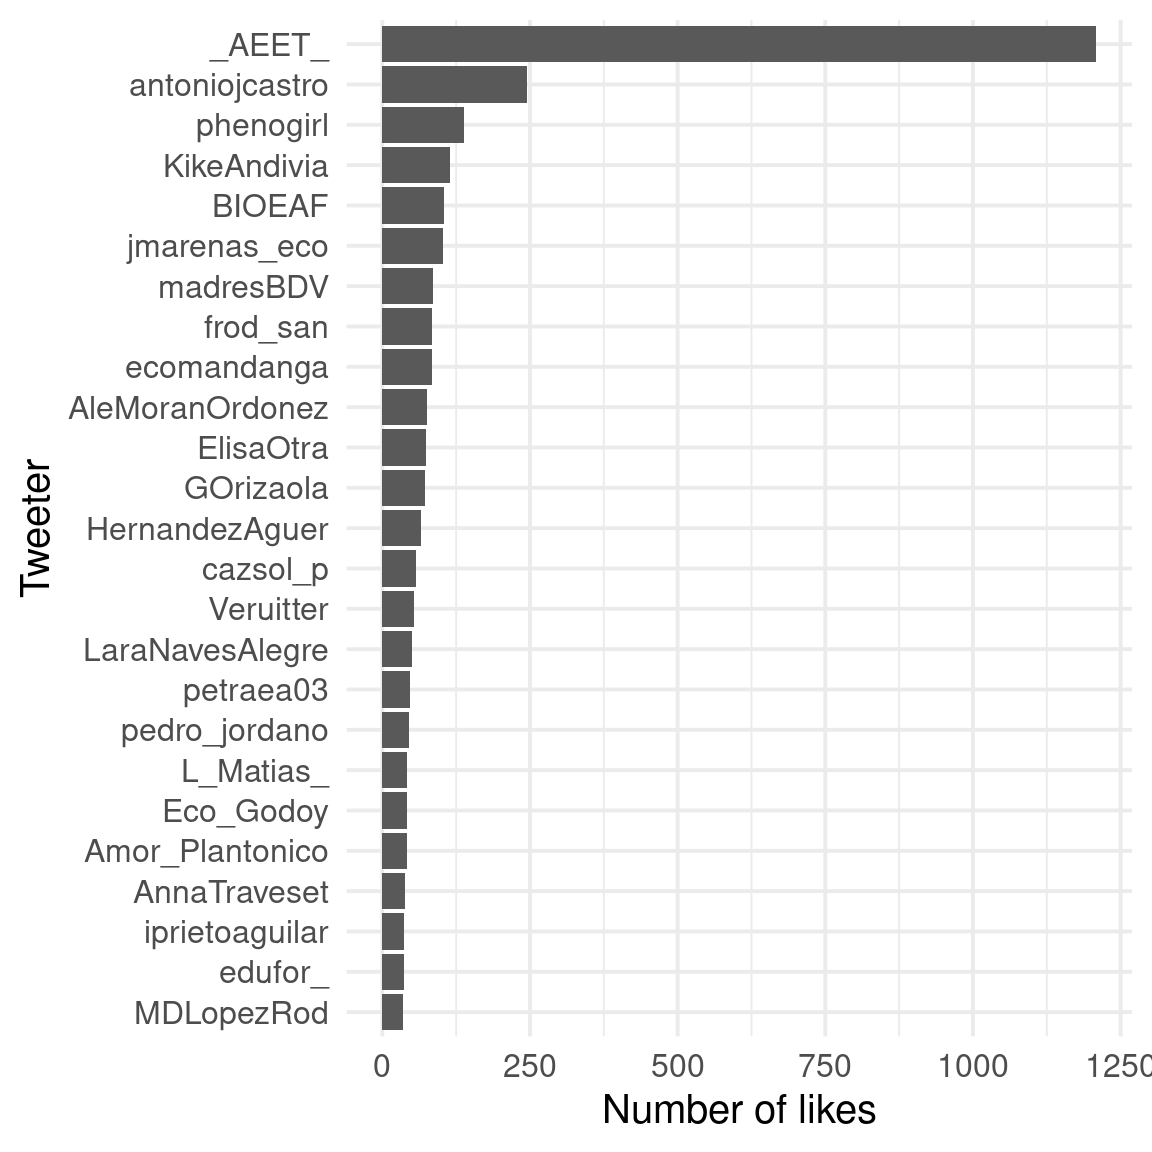 _AEET_
antoniojcastro
phenogirl
KikeAndivia
BIOEAF
jmarenas_eco
madresBDV
frod_san
ecomandanga
AleMoranOrdonez
ElisaOtra
GOrizaola
HernandezAguer
cazsol_p
Veruitter
LaraNavesAlegre
petraea03
pedro_jordano
L_Matias_
Eco_Godoy
Amor_Plantonico
AnnaTraveset
iprietoaguilar
edufor_
MDLopezRod
Tweeter
0 250 500 750 1000 1250
Number of likes